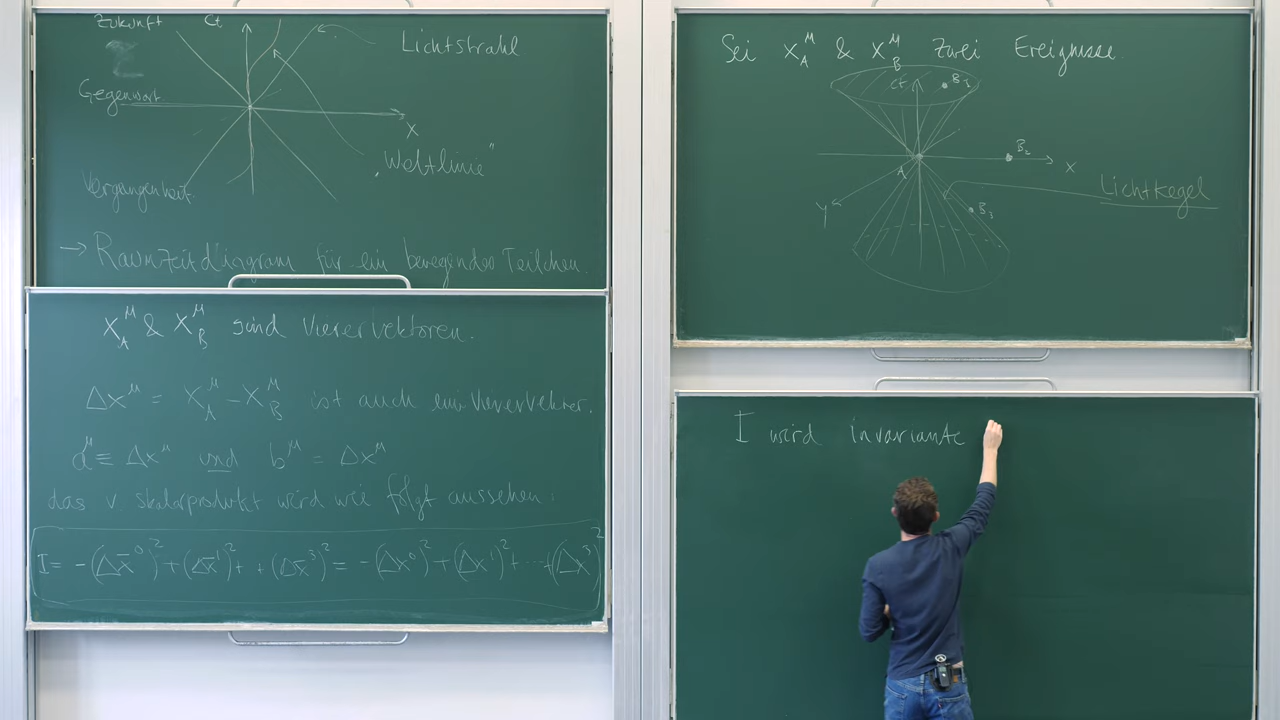 Zukunft Ct
Lichtstrahl
Gegenwart
X
„Weltlinie"
Vergangenheit
→ Raumzeitdiagram für ein bewegendes Teilchen.
X_A^μ & X_B^μ sind Vierervektoren.
Δx^μ = X_A^μ - X_B^μ ist auch ein Vierervektor.
a^μ ≡ Δx^μ und b^μ = Δx^μ
das v. skalarprodukt wird wie folgt aussehen:
I = -(Δx̄^0)^2 + (Δx̄^1)^2 + + (Δx̄^3)^2 = -(Δx^0)^2 + (Δx^1)^2 + ... + (Δx^3)^2
Sei X_A^μ & X_B^μ Zwei Ereignisse.
Ct B_1
B_2
A X
Lichtkegel
Y B_3
I wird invariante